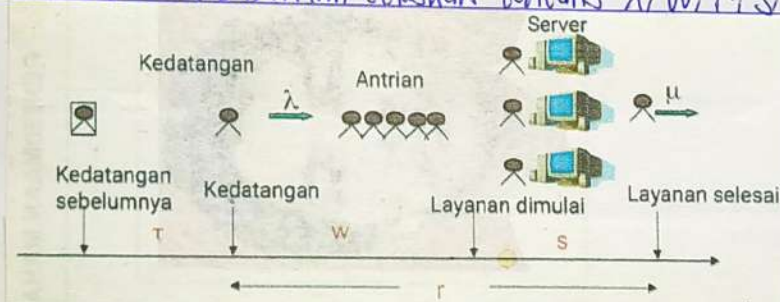 Server
Kedatangan
Antrian
λ
μ
Kedatangan
sebelumnya
Kedatangan
Layanan dimulai
Layanan selesai
τ
W
S
r